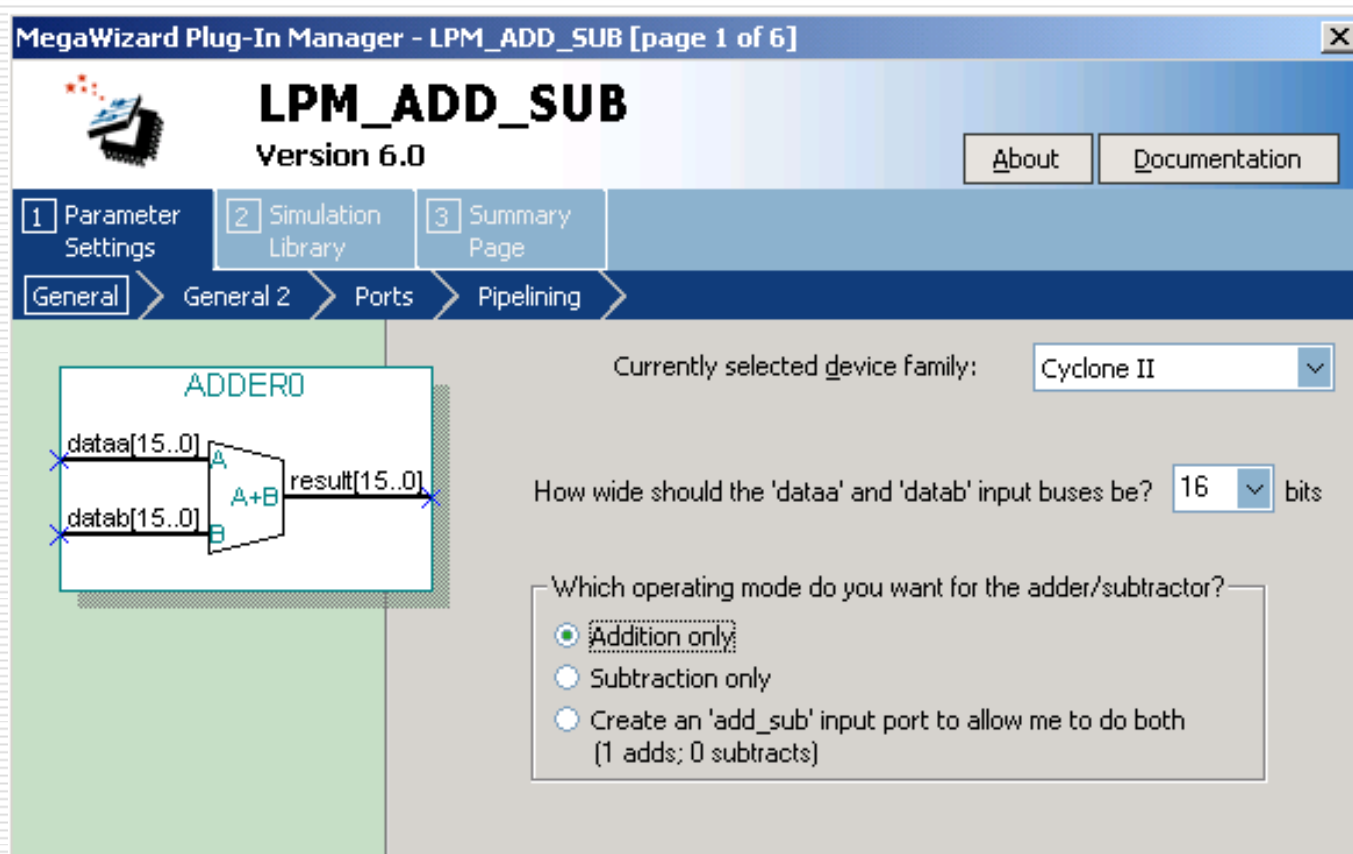 MegaWizard Plug-In Manager - LPM_ADD_SUB [page 1 of 6]
LPM_ADD_SUB
Version 6.0
About
Documentation
1 Parameter Settings
2 Simulation Library
3 Summary Page
General
General 2
Ports
Pipelining
Currently selected device family:
Cyclone II
ADDER0
dataa[15..0]
A
A+B
result[15..0]
datab[15..0]
B
How wide should the 'dataa' and 'datab' input buses be? 16 bits
Which operating mode do you want for the adder/subtractor?
Addition only
Subtraction only
Create an 'add_sub' input port to allow me to do both
(1 adds; 0 subtracts)